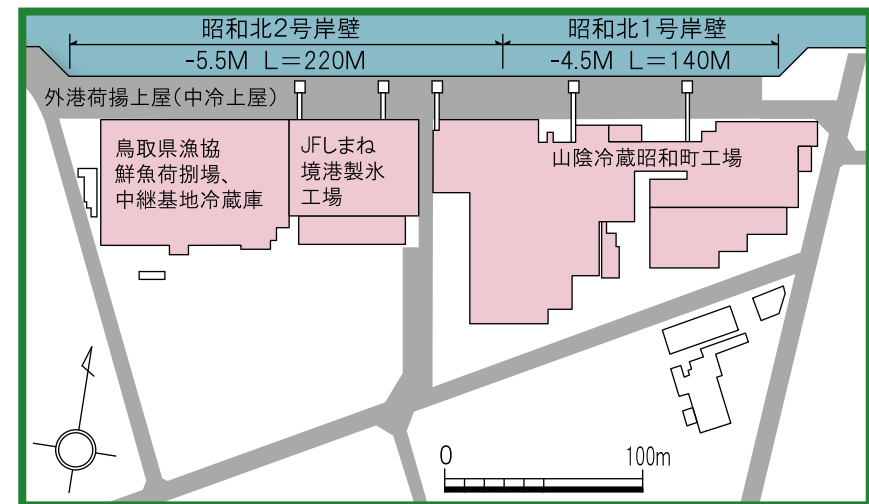 昭和北2号岸壁
昭和北1号岸壁
-5.5M L=220M
-4.5M L=140M
外港荷揚上屋(中冷上屋)
鳥取県漁協
鮮魚荷捌場、
中継基地冷蔵庫
JFしまね
境港製氷
工場
山陰冷蔵昭和町工場
0
100m